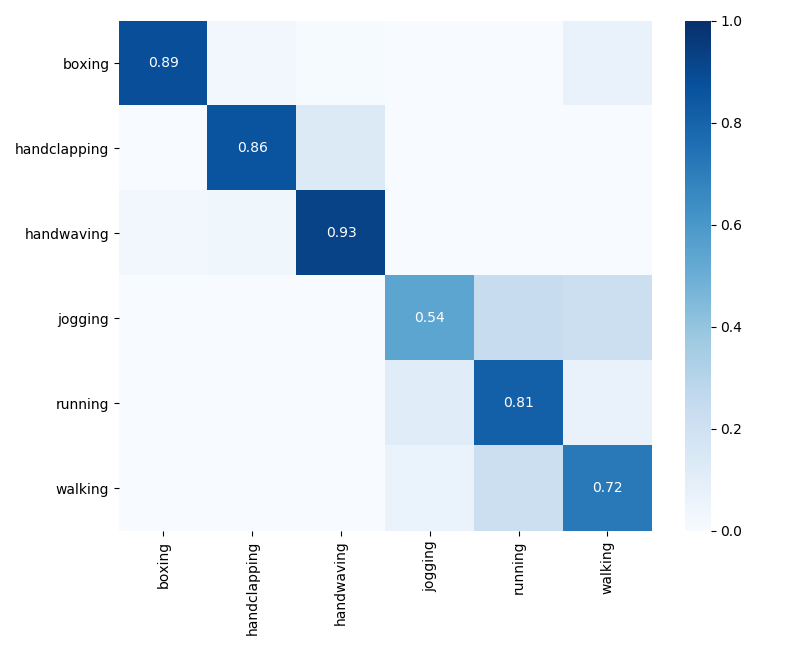 boxing
handclapping
handwaving
jogging
running
walking
0.89
0.86
0.93
0.54
0.81
0.72
boxing
handclapping
handwaving
jogging
running
walking
1.0
0.8
0.6
0.4
0.2
0.0